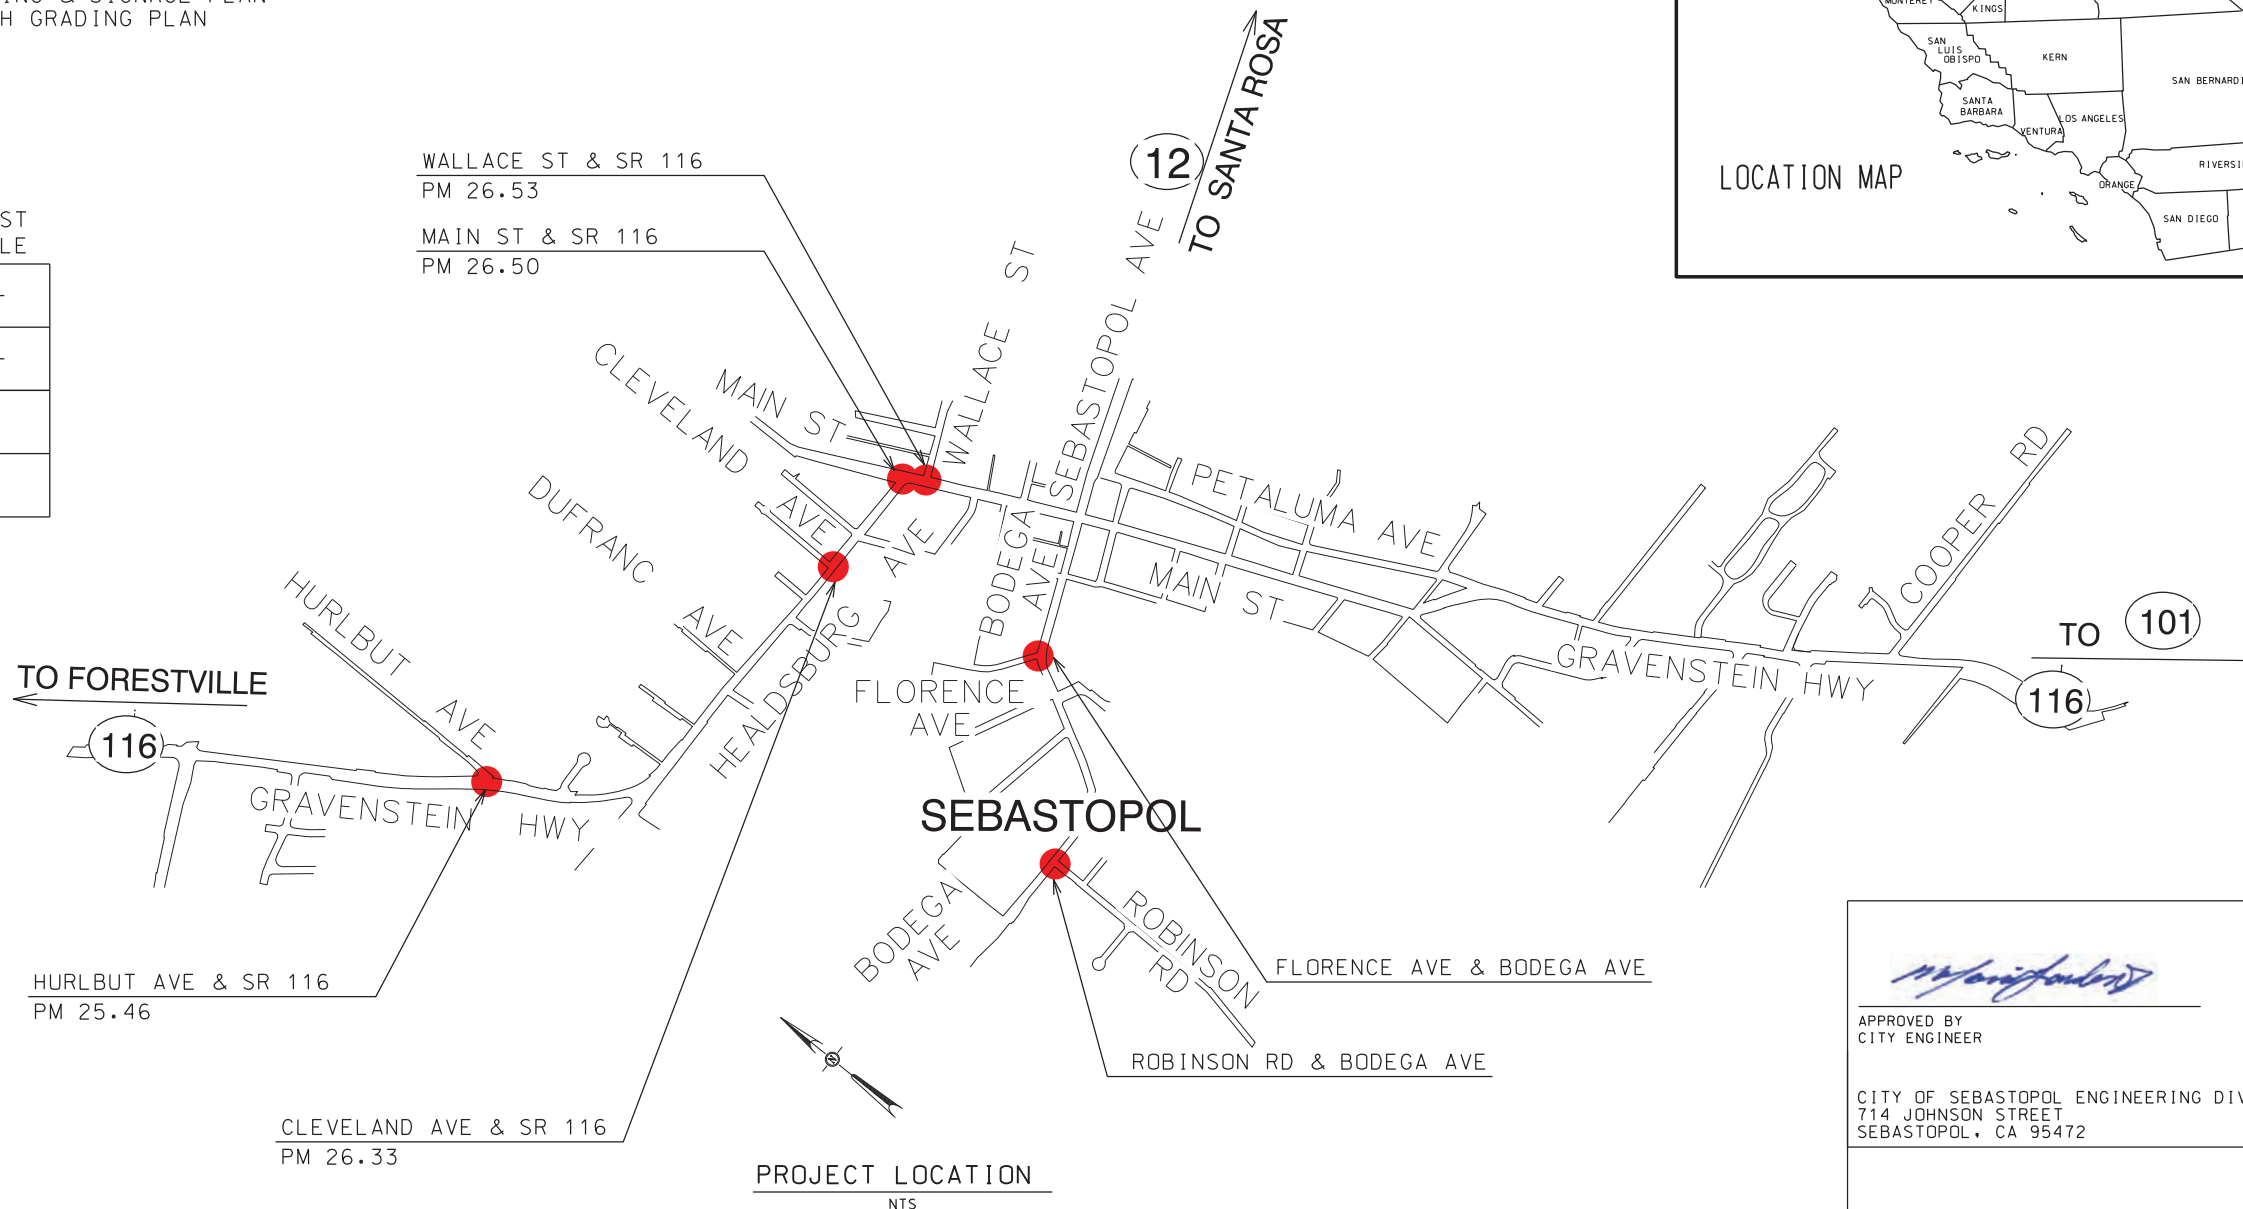 H GRADING PLAN
ST
LE
WALLACE ST & SR 116
PM 26.53
MAIN ST & SR 116
PM 26.50
12
TO SANTA ROSA
MONTEREY
KINGS
SAN
LUIS
OBISPO
KERN
SANTA
BARBARA
VENTURA
LOS ANGELES
SAN BERNARDI
ORANGE
RIVERSI
SAN DIEGO
LOCATION MAP
CLEVELAND AVE
MAIN ST
WALLACE ST
SEBASTOPOL AVE
DUFRANC AVE
HURLBUT AVE
HEALDSBURG AVE
BODEGA AVE
PETALUMA AVE
MAIN ST
COOPER RD
TO 101
116
GRAVENSTEIN HWY
TO FORESTVILLE
116
GRAVENSTEIN HWY
FLORENCE
AVE
SEBASTOPOL
BODEGA
AVE
ROBINSON
RD
HURLBUT AVE & SR 116
PM 25.46
FLORENCE AVE & BODEGA AVE
ROBINSON RD & BODEGA AVE
CLEVELAND AVE & SR 116
PM 26.33
N
PROJECT LOCATION
NTS
APPROVED BY
CITY ENGINEER
CITY OF SEBASTOPOL ENGINEERING DIV
714 JOHNSON STREET
SEBASTOPOL, CA 95472